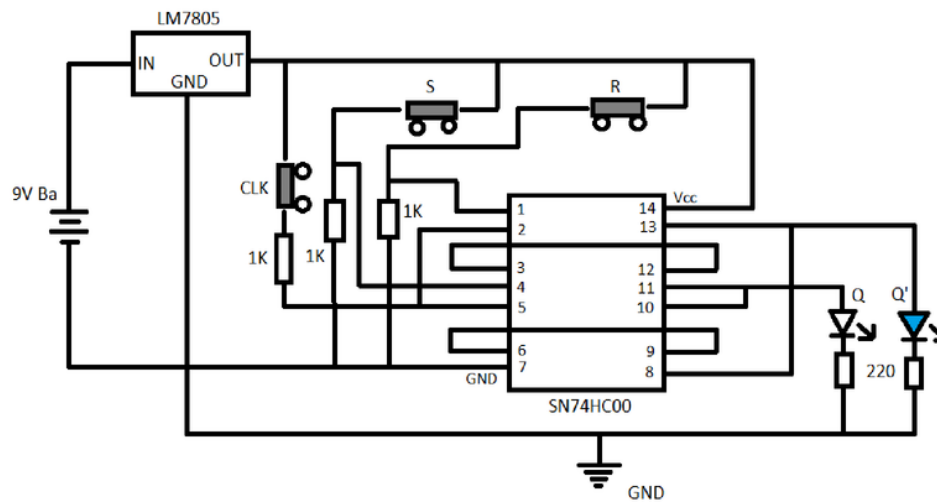 LM7805
IN
OUT
GND
S
R
9V Ba
CLK
1K
1K
1K
Vcc
1
2
3
4
5
6
7
14
13
12
11
10
9
8
GND
SN74HC00
Q
Q'
220
GND